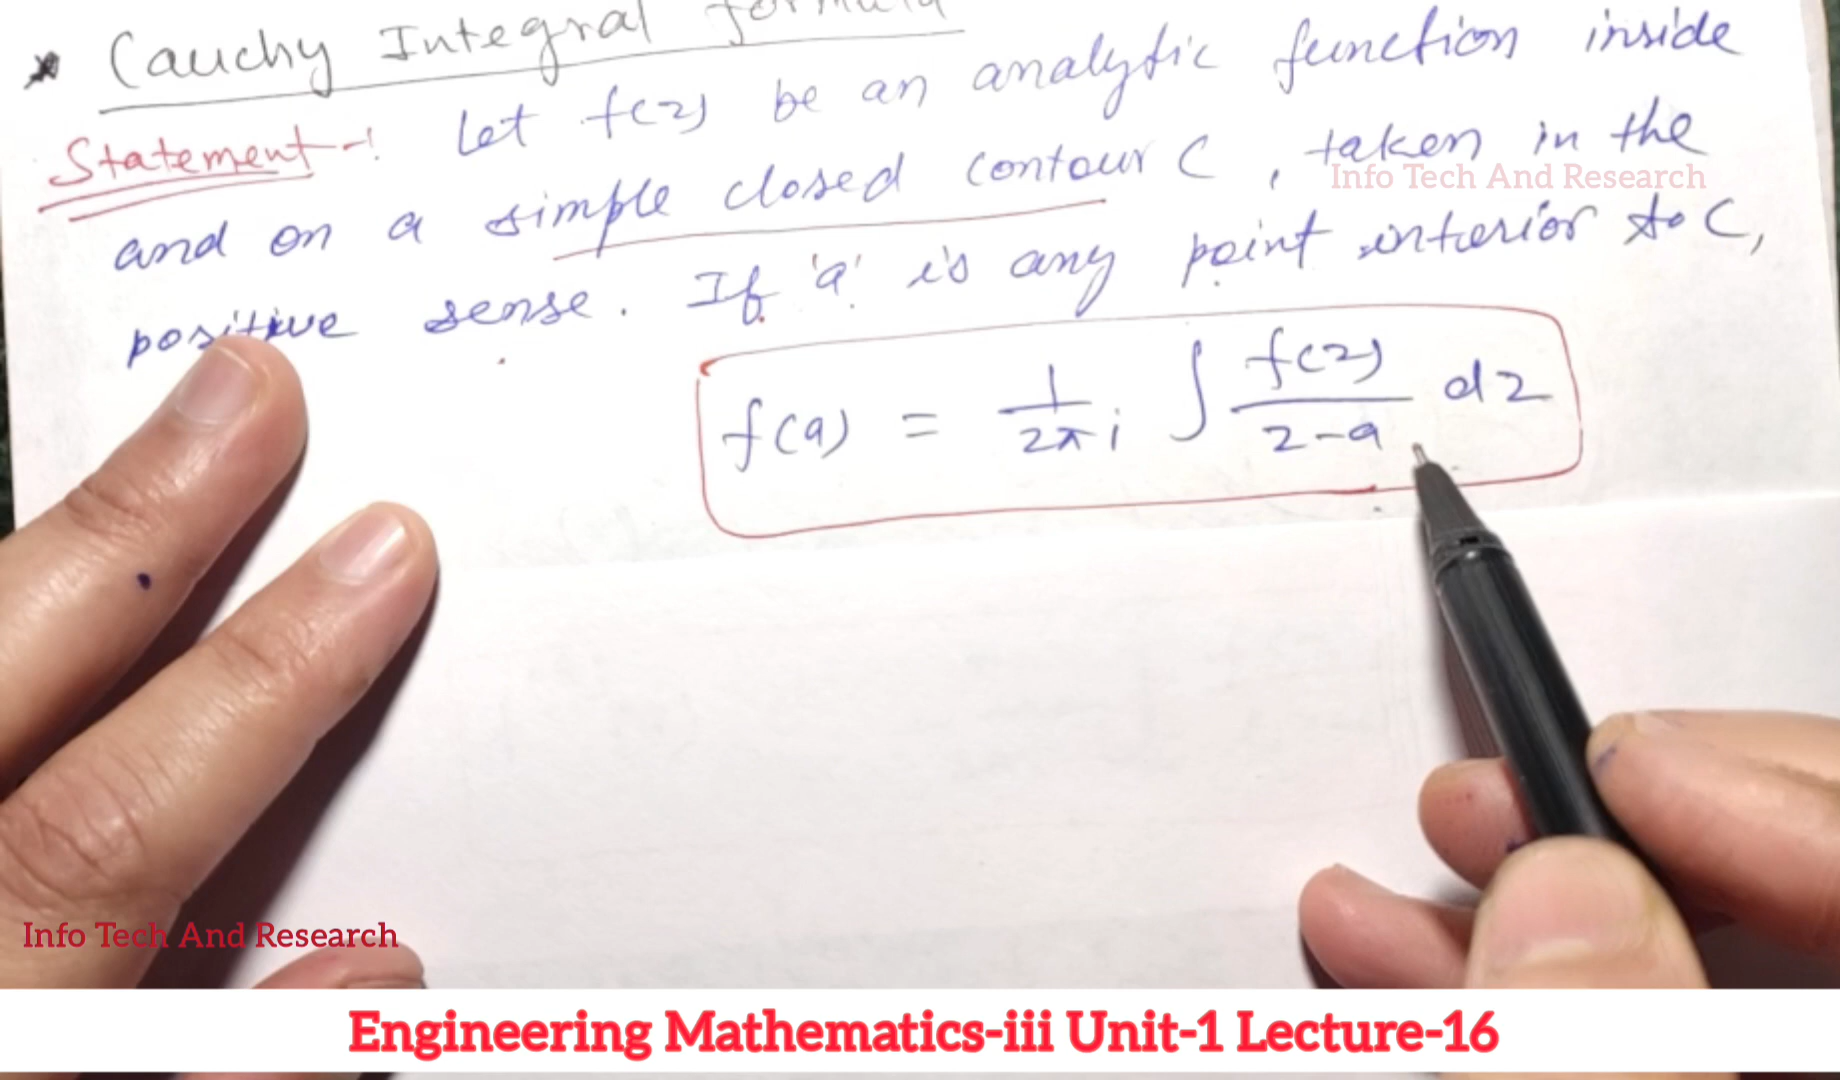 * Cauchy Integral formula
Statement-: Let f(z) be an analytic function inside
and on a simple closed contour C, taken in the
Info Tech And Research
positive sense. If 'a' is any point interior to C,
f(a) = 1/2πi ∫ f(z)/z-a dz
Info Tech And Research
Engineering Mathematics-iii Unit-1 Lecture-16